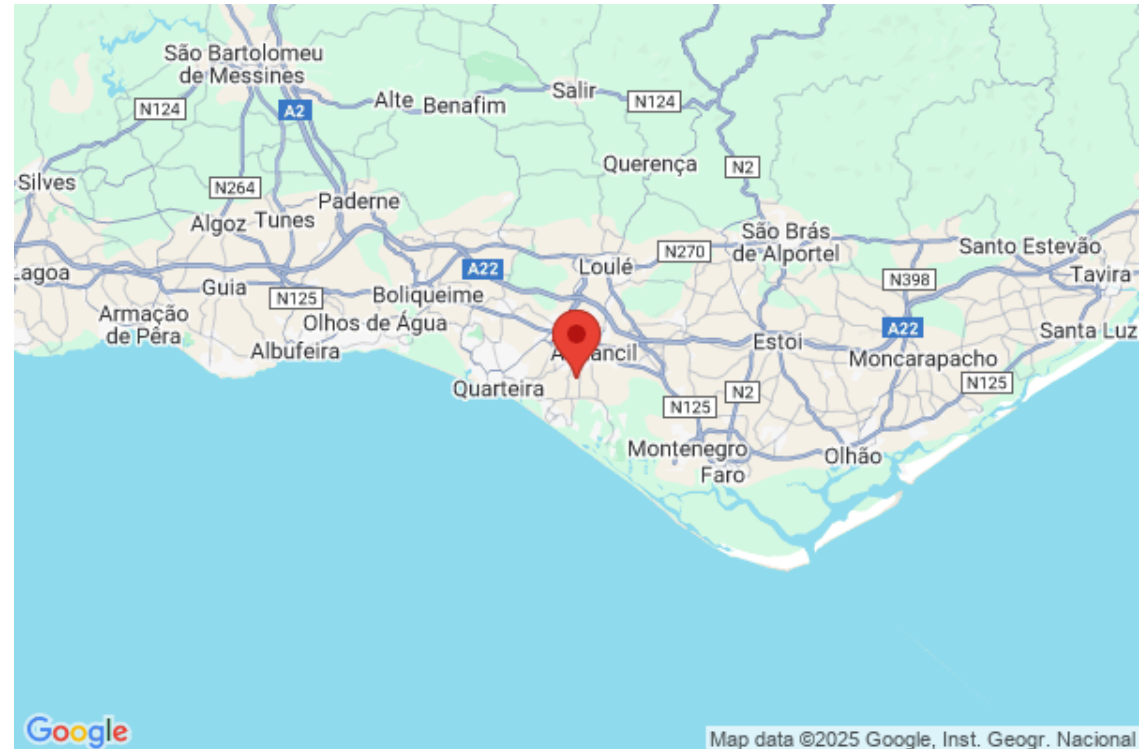 São Bartolomeu
de Messines
N124
A2
Alte
Benafim
Salir
N124
Querença
N2
Silves
N264
Paderne
Algoz
Tunes
São Brás
de Alportel
N270
Santo Estevão
Loulé
A22
N398
Tavira
Lagoa
Guia
N125
Boliqueime
Armação
de Pêra
Olhos de Água
Albufeira
A22
Santa Luz
Estoi
Moncarapacho
Quarteira
N125
N2
N125
Montenegro
Faro
Olhão
Google
Map data ©2025 Google, Inst. Geogr. Nacional